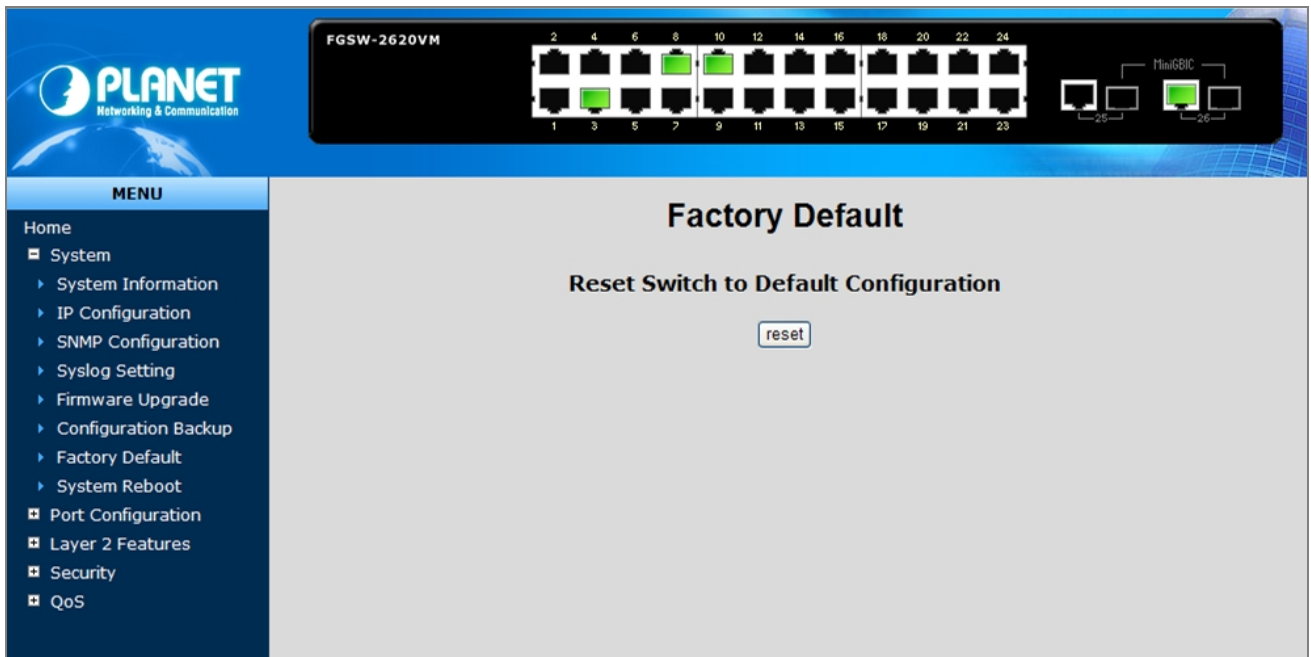 PLANET
Networking & Communication
FGSW-2620VM
2 4 6 8 10 12 14 16 18 20 22 24
1 3 5 7 9 11 13 15 17 19 21 23
MiniGBIC
25 26
MENU
Home
System
System Information
IP Configuration
SNMP Configuration
Syslog Setting
Firmware Upgrade
Configuration Backup
Factory Default
System Reboot
Port Configuration
Layer 2 Features
Security
QoS
Factory Default
Reset Switch to Default Configuration
reset